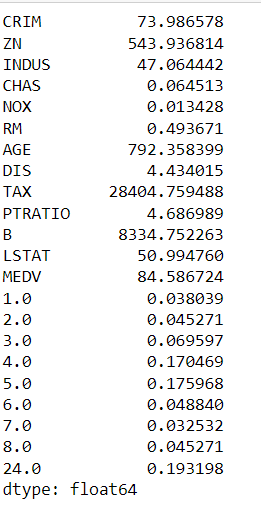 CRIM 73.986578
ZN 543.936814
INDUS 47.064442
CHAS 0.064513
NOX 0.013428
RM 0.493671
AGE 792.358399
DIS 4.434015
TAX 28404.759488
PTRATIO 4.686989
B 8334.752263
LSTAT 50.994760
MEDV 84.586724
1.0 0.038039
2.0 0.045271
3.0 0.069597
4.0 0.170469
5.0 0.175968
6.0 0.048840
7.0 0.032532
8.0 0.045271
24.0 0.193198
dtype: float64